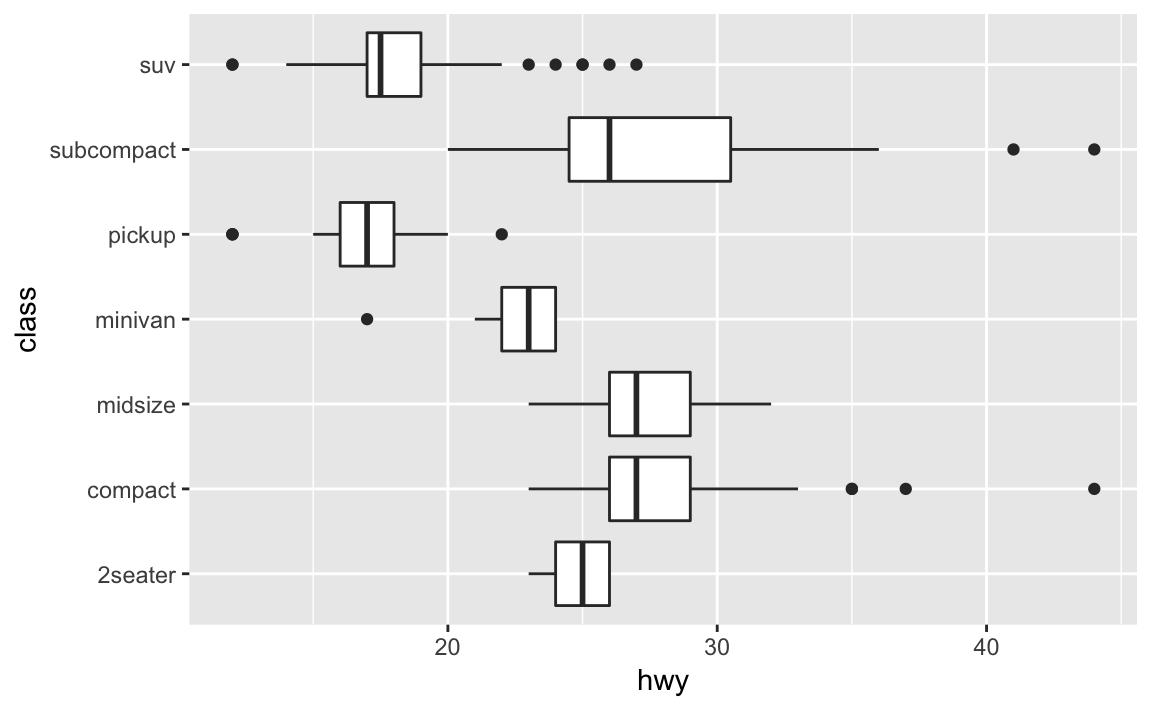 suv
subcompact
pickup
minivan
midsize
compact
2seater
class
20 30 40
hwy